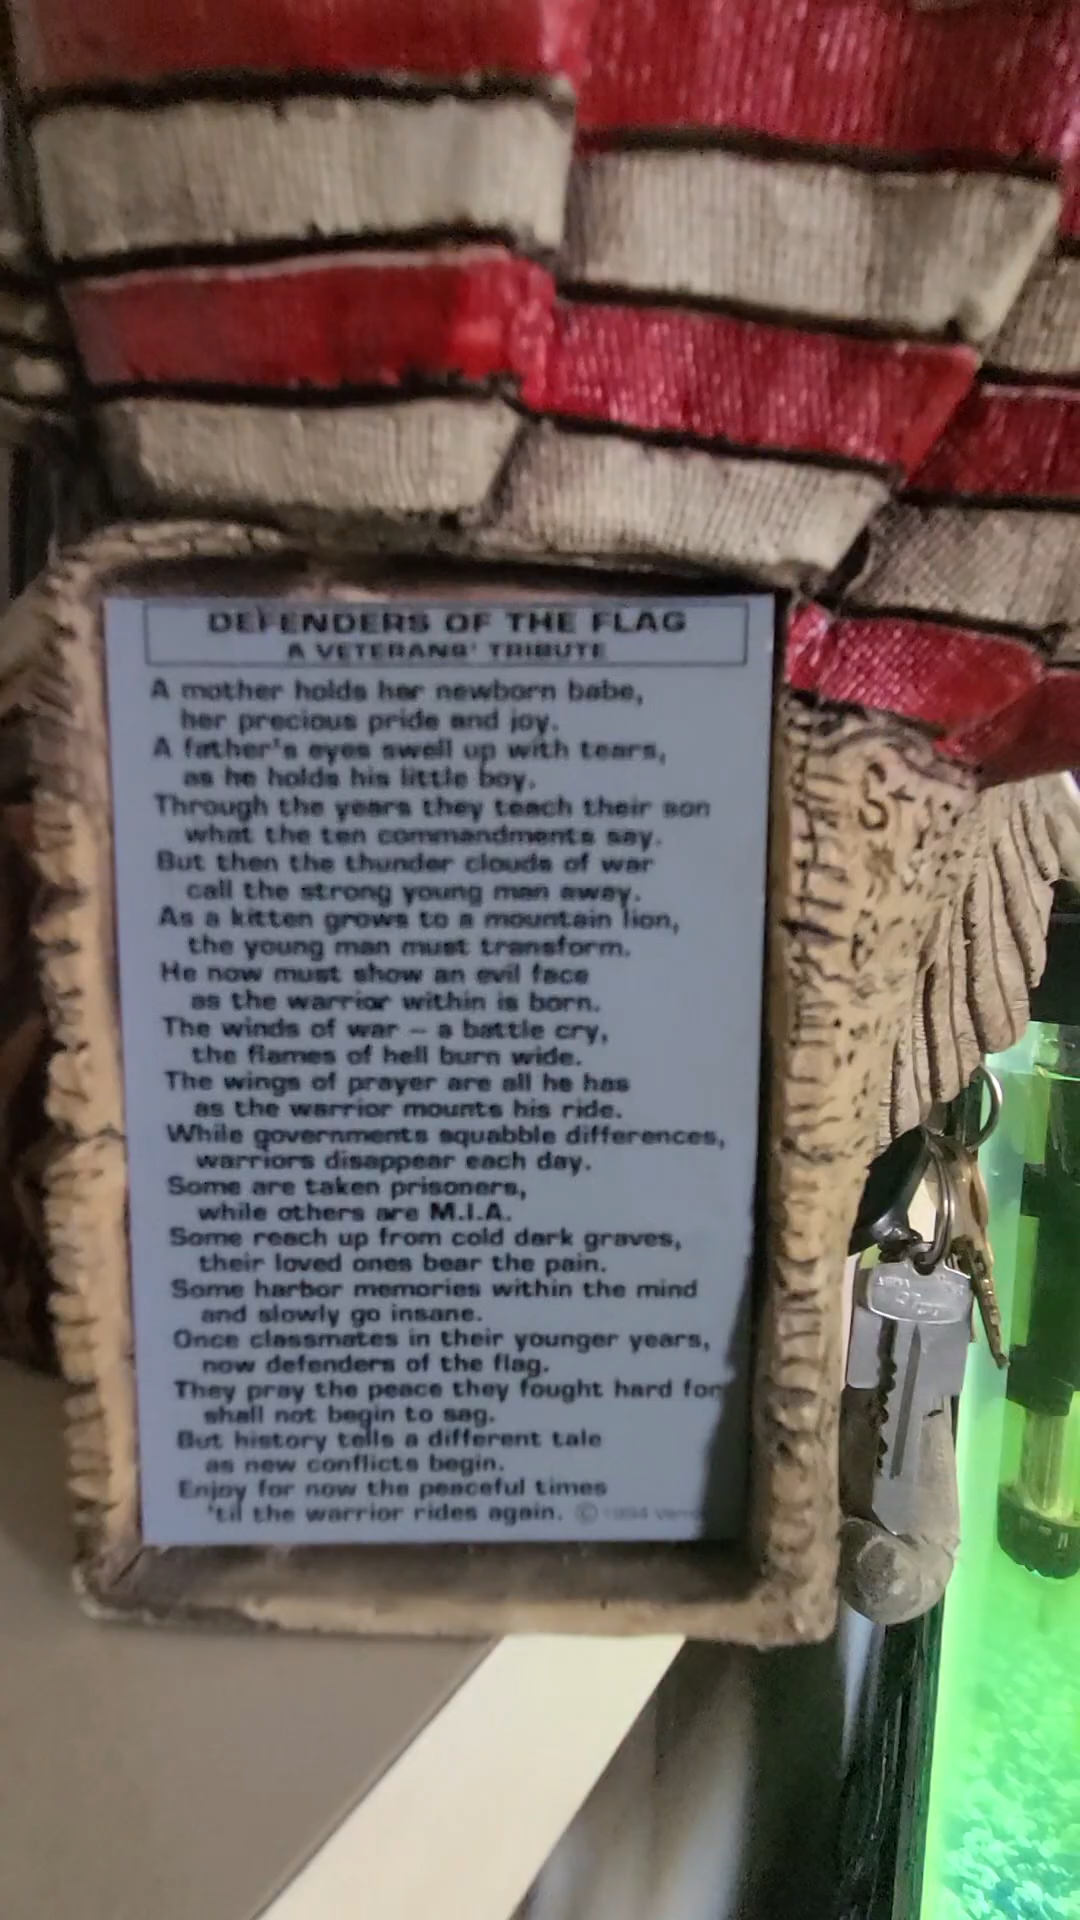 DEFENDERS OF THE FLAG
A VETERANS' TRIBUTE
A mother holds her newborn babe,
her precious pride and joy.
A father's eyes swell up with tears,
as he holds his little boy.
Through the years they teach their son
what the ten commandments say.
But then the thunder clouds of war
call the strong young man away.
As a kitten grows to a mountain lion,
the young man must transform.
He now must show an evil face
as the warrior within is born.
The winds of war – a battle cry,
the flames of hell burn wide.
The wings of prayer are all he has
as the warrior mounts his ride.
While governments squabble differences,
warriors disappear each day.
Some are taken prisoners,
while others are M.I.A.
Some reach up from cold dark graves,
their loved ones bear the pain.
Some harbor memories within the mind
and slowly go insane.
Once classmates in their younger years,
now defenders of the flag.
They pray the peace they fought hard for
shall not begin to sag.
But history tells a different tale
as new conflicts begin.
Enjoy for now the peaceful times
'til the warrior rides again. © 1994